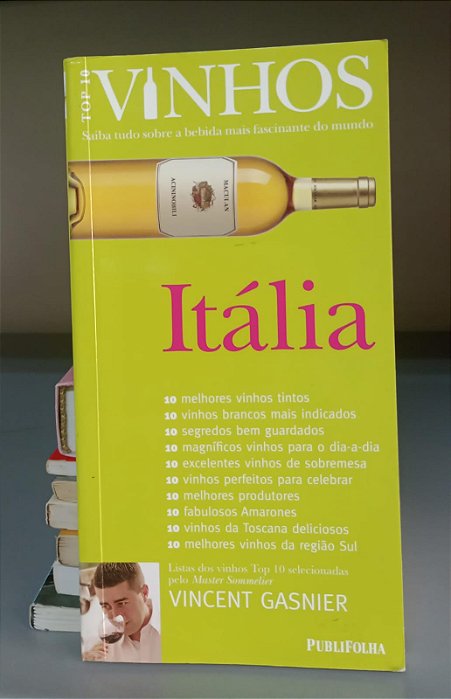 TOP 10
VINHOS
Saiba tudo sobre a bebida mais fascinante do mundo
MACULAN
ACININOBILI
Itália
10 melhores vinhos tintos
10 vinhos brancos mais indicados
10 segredos bem guardados
10 magníficos vinhos para o dia-a-dia
10 excelentes vinhos de sobremesa
10 vinhos perfeitos para celebrar
10 melhores produtores
10 fabulosos Amarones
10 vinhos da Toscana deliciosos
10 melhores vinhos da região Sul
Listas dos vinhos Top 10 selecionadas
pelo Master Sommelier
VINCENT GASNIER
PUBLIFOLHA